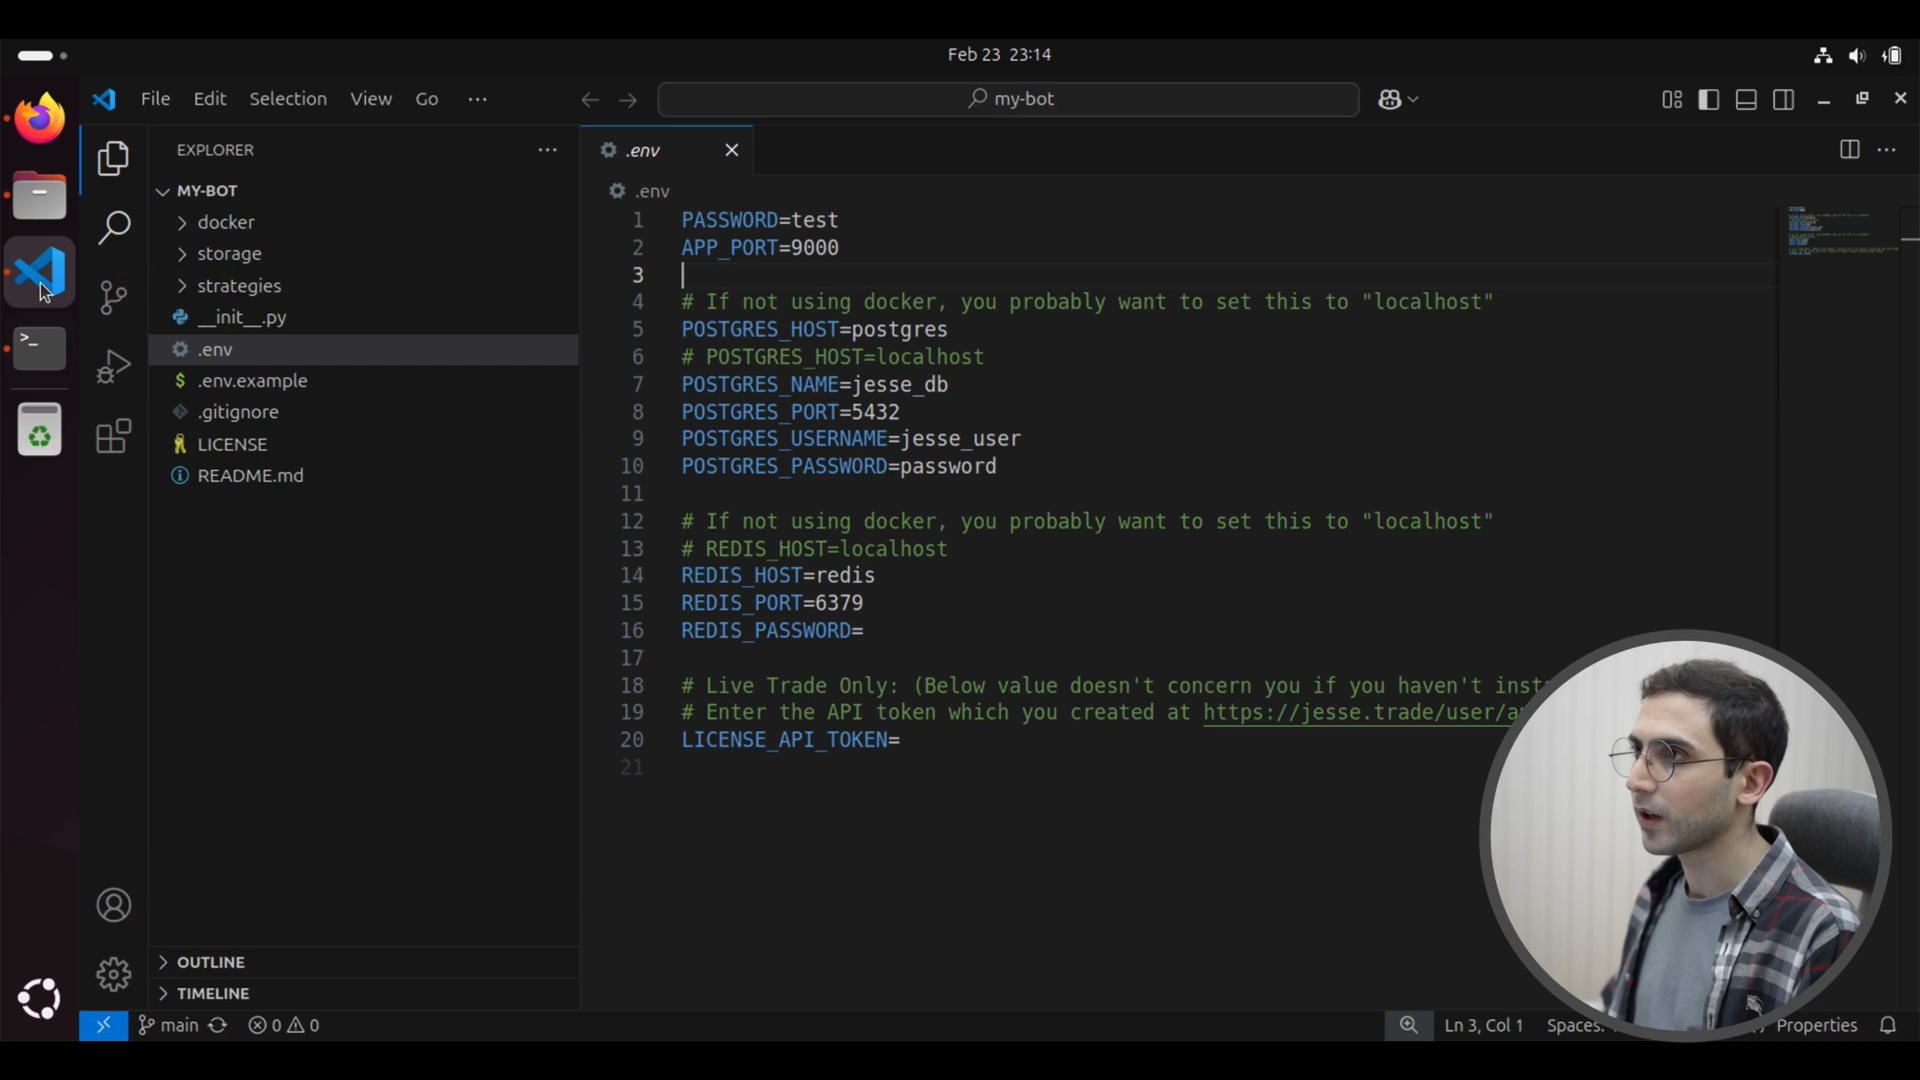 Feb 23 23:14
File Edit Selection View Go ···
my-bot
EXPLORER
MY-BOT
docker
storage
strategies
__init__.py
.env
.env.example
.gitignore
LICENSE
README.md
OUTLINE
TIMELINE
.env
.env
1 PASSWORD=test
2 APP_PORT=9000
3
4 # If not using docker, you probably want to set this to "localhost"
5 POSTGRES_HOST=postgres
6 # POSTGRES_HOST=localhost
7 POSTGRES_NAME=jesse_db
8 POSTGRES_PORT=5432
9 POSTGRES_USERNAME=jesse_user
10 POSTGRES_PASSWORD=password
11
12 # If not using docker, you probably want to set this to "localhost"
13 # REDIS_HOST=localhost
14 REDIS_HOST=redis
15 REDIS_PORT=6379
16 REDIS_PASSWORD=
17
18 # Live Trade Only: (Below value doesn't concern you if you haven't
19 # Enter the API token which you created at https://jesse.trade/user/
20 LICENSE_API_TOKEN=
21
main 0 0 Ln 3, Col 1 Spaces: Properties